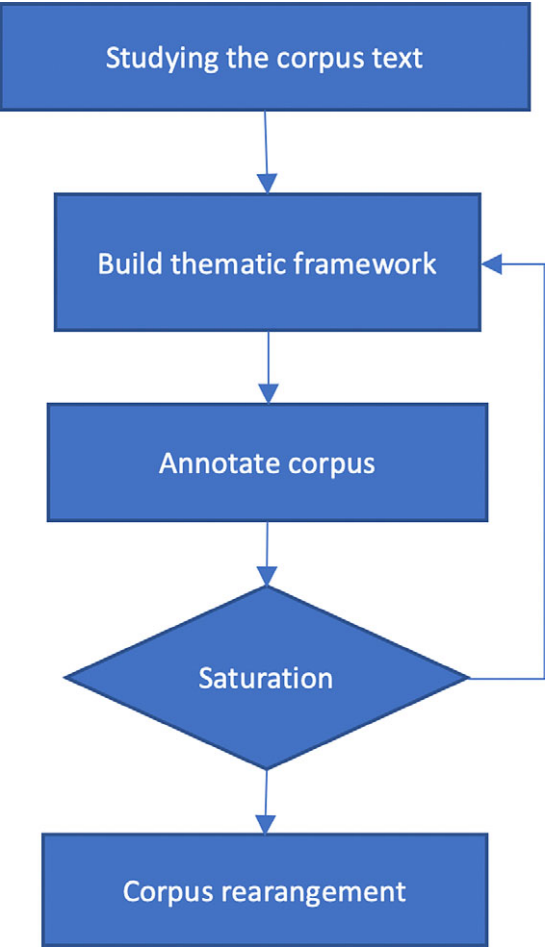 Studying the corpus text
Build thematic framework
Annotate corpus
Saturation
Corpus rearangement